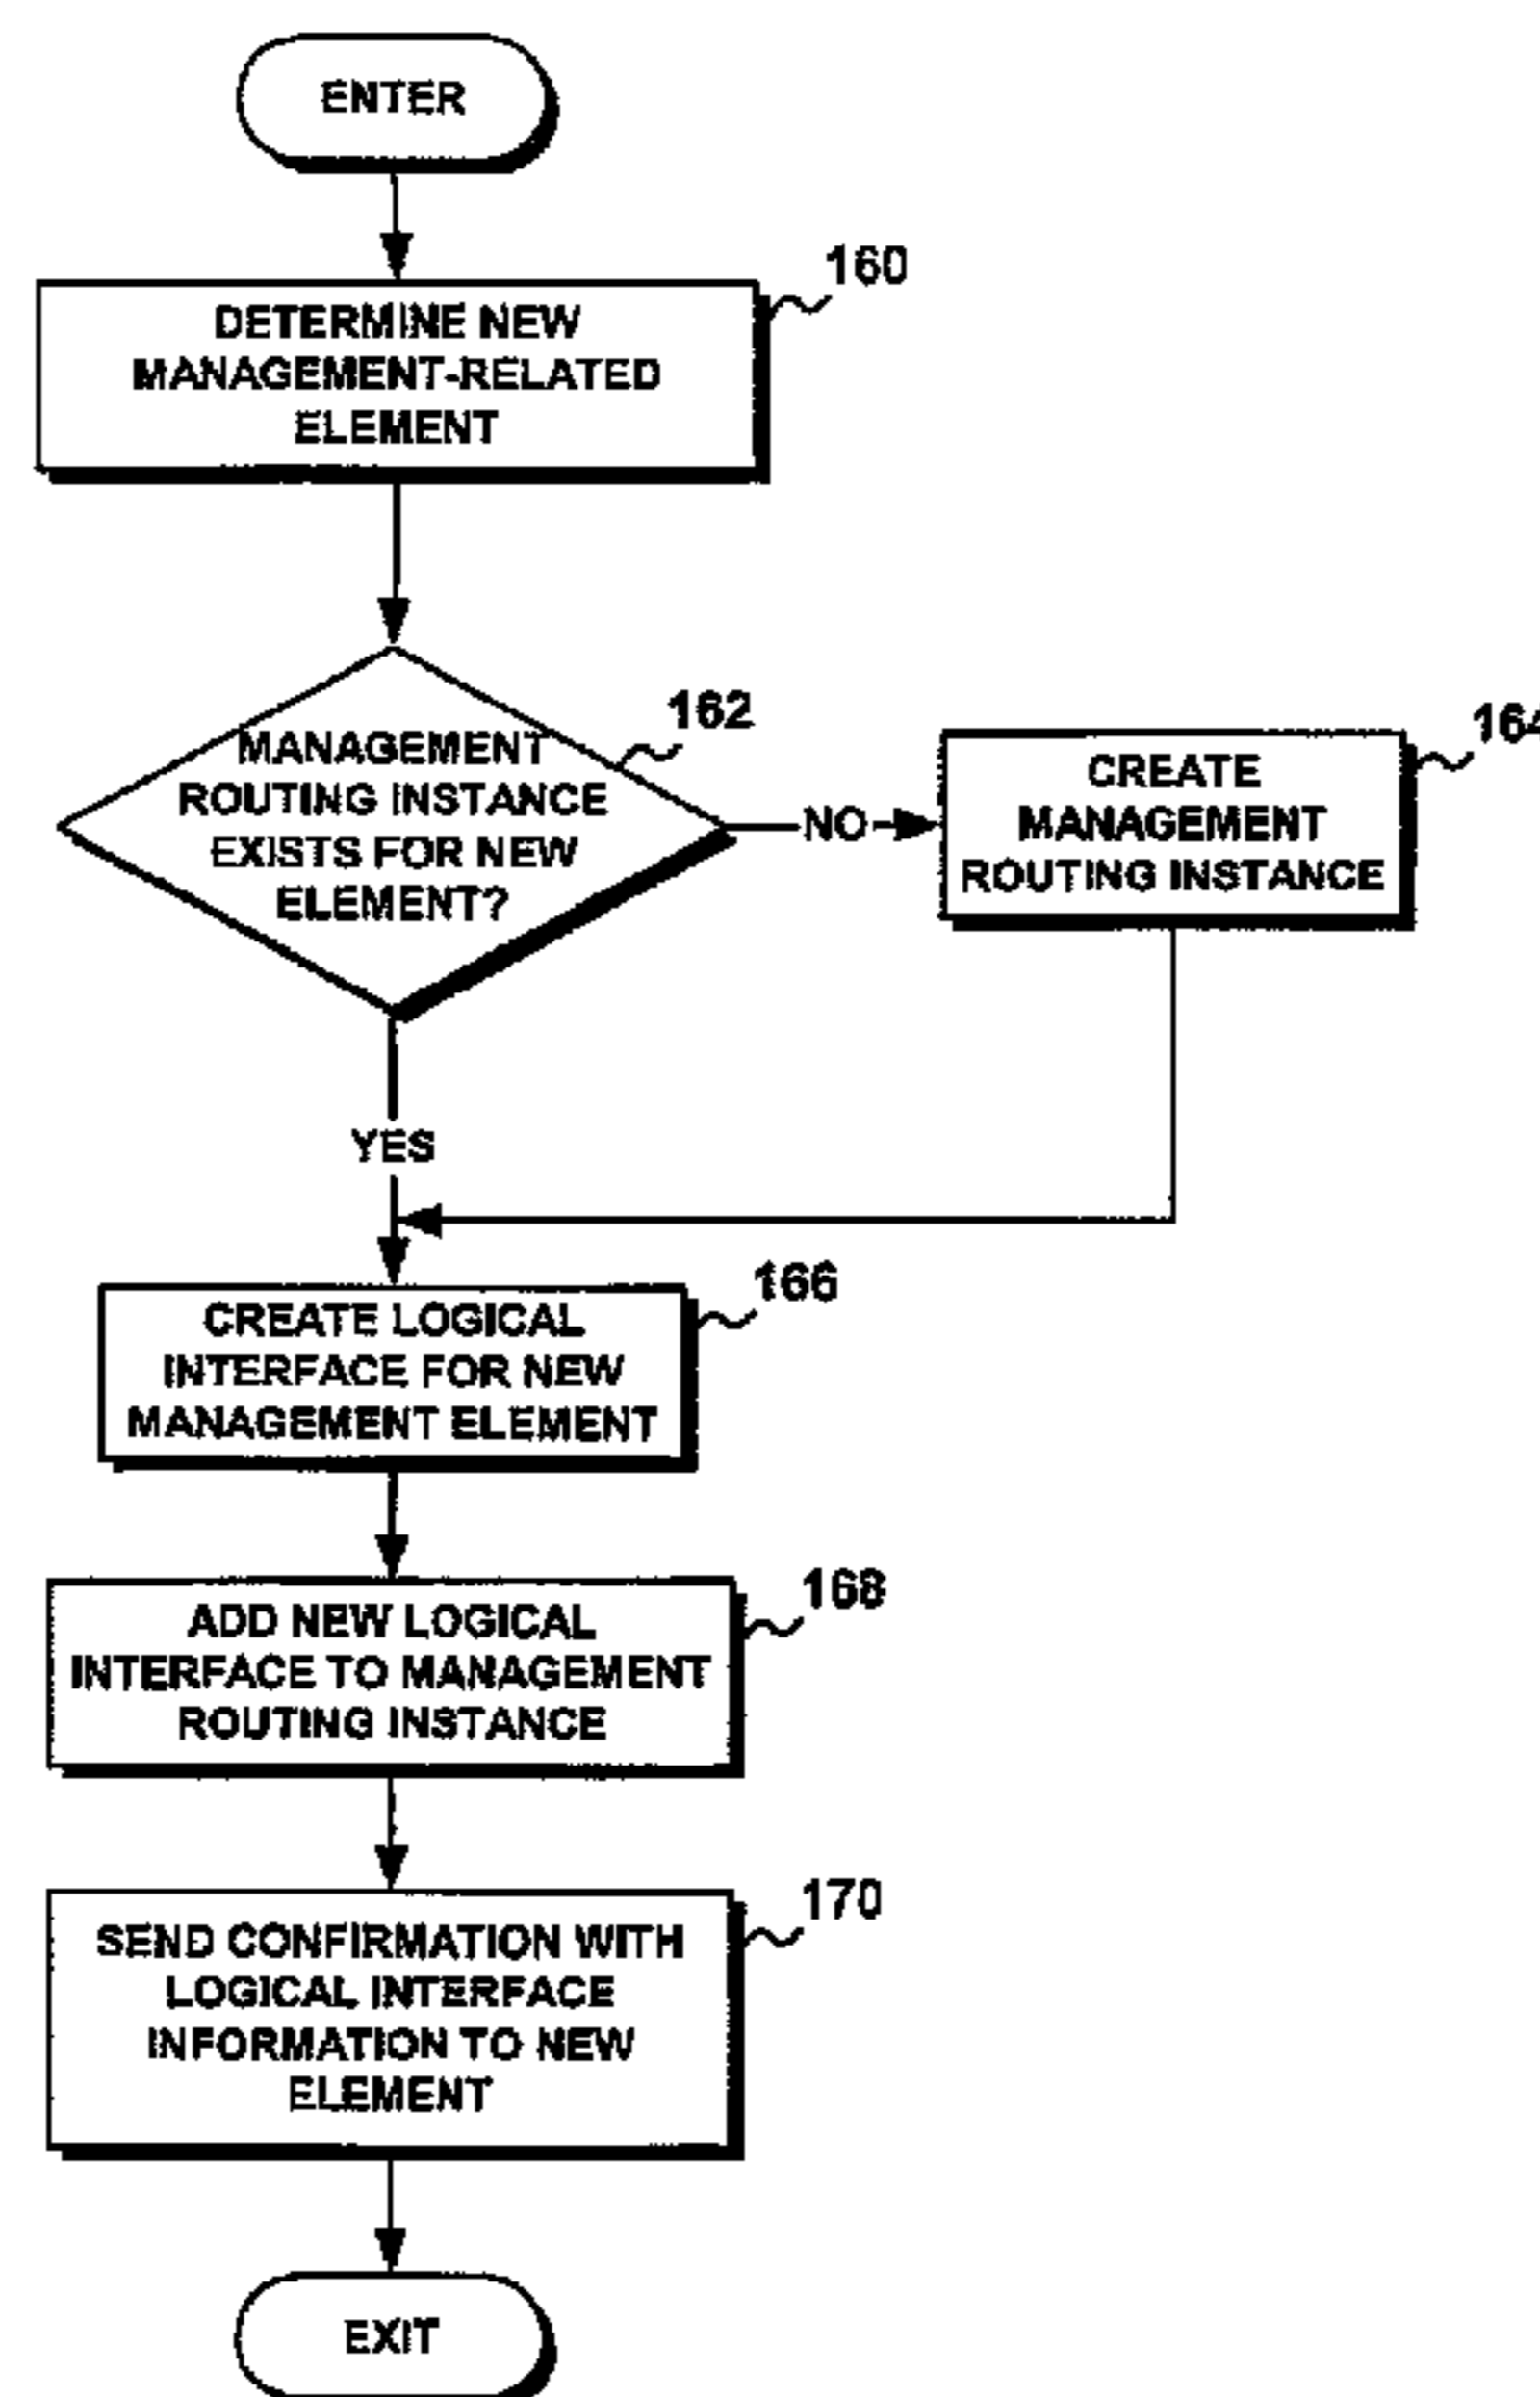 ENTER
160
DETERMINE NEW
MANAGEMENT-RELATED
ELEMENT
162
MANAGEMENT
ROUTING INSTANCE
EXISTS FOR NEW
ELEMENT?
NO
164
CREATE
MANAGEMENT
ROUTING INSTANCE
YES
166
CREATE LOGICAL
INTERFACE FOR NEW
MANAGEMENT ELEMENT
168
ADD NEW LOGICAL
INTERFACE TO MANAGEMENT
ROUTING INSTANCE
170
SEND CONFIRMATION WITH
LOGICAL INTERFACE
INFORMATION TO NEW
ELEMENT
EXIT